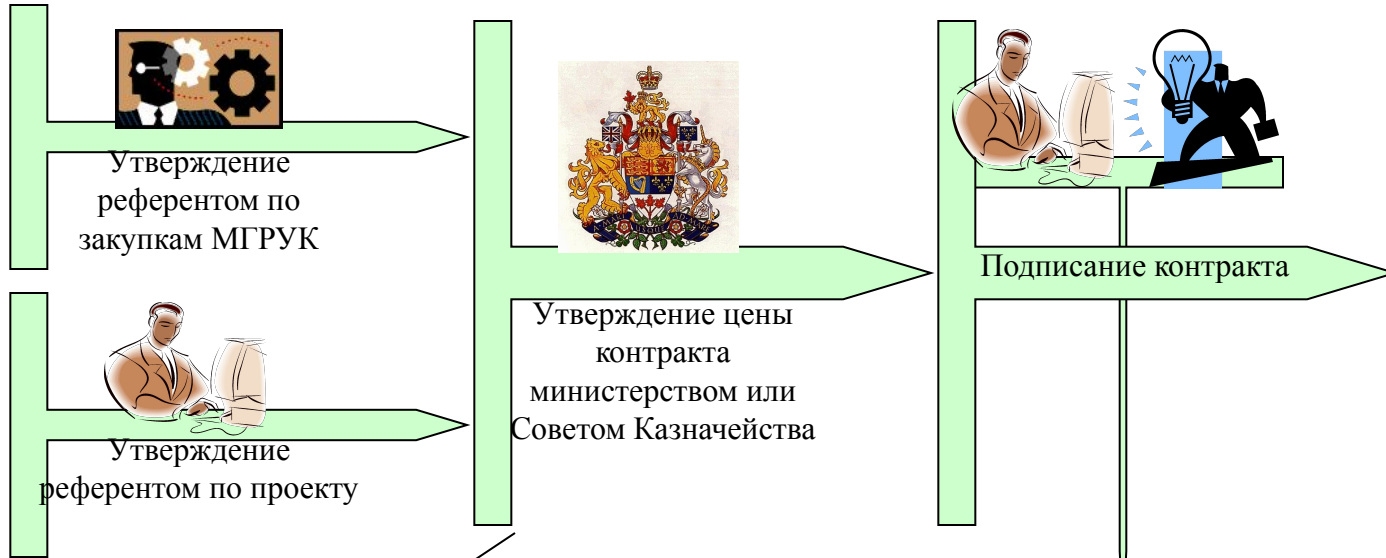 Утверждение
референтом по
закупкам МГРУК
Утверждение
референтом по проекту
Утверждение цены
контракта
министерством или
Советом Казначейства
Подписание контракта